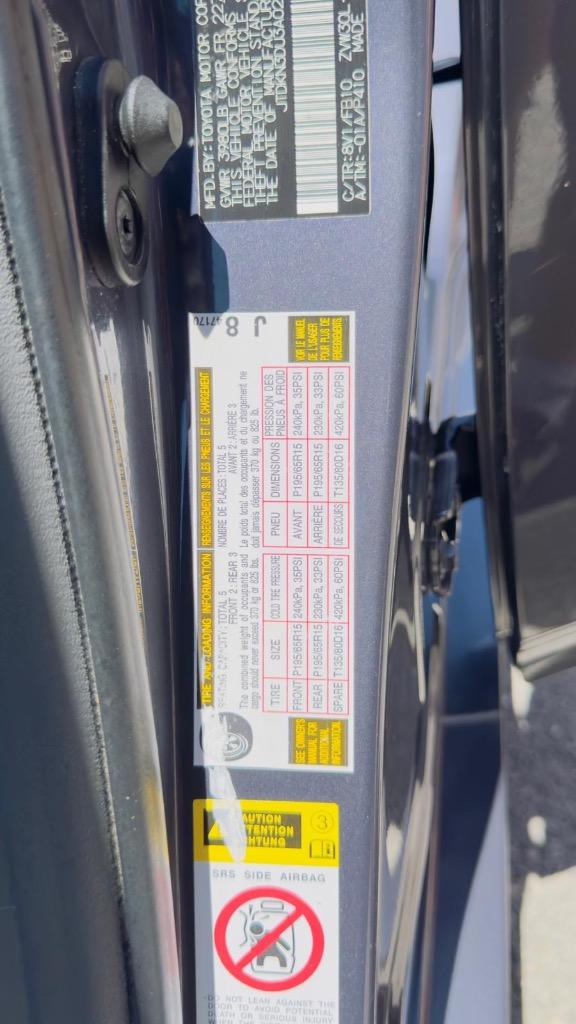 MFD.BY:TOYOTA MOTOR COR
GVWR 3980LB GAWR FR 22
THIS VEHICLE CONFORMS
FEDERAL MOTOR VEHICLE S
THEFT PREVENTION STAND
THE DATE OF MANUFA
C/TR:8V1/FB10 ZVW30L-
A/TM:-01A/P410. MADE
TIRE AND LOADING INFORMATION
RENSEIGNEMENTS SUR LES PNEUS ET LE CHARGEMENT
SEATING CAPACITY: TOTAL 5
FRONT 2: REAR 3
NOMBRE DE PLACES: TOTAL 5
AVANT 2: ARRIÈRE 3
The combined weight of occupants and
cargo should never exceed 370 kg or 825 lbs.
Le poids total des occupants et du chargement ne
doit jamais dépasser 370 kg ou 825 lb.
TIRE SIZE COLD TIRE PRESSURE
FRONT P195/65R15 240kPa, 35PSI
REAR P195/65R15 230kPa, 33PSI
SPARE T135/80D16 420kPa, 60PSI
PNEU DIMENSIONS PRESSION DES PNEUS À FROID
AVANT P195/65R15 240kPa, 35PSI
ARRIÈRE P195/65R15 230kPa, 33PSI
DE SECOURS T135/80D16 420kPa, 60PSI
SEE OWNER'S
MANUAL FOR
ADDITIONAL
INFORMATION
VOIR LE MANUEL
DE L'USAGER
POUR PLUS DE
RENSEIGNEMENTS
47170
J 8
CAUTION
ATTENTION
ACHTUNG
3
SRS SIDE AIRBAG
-DO NOT LEAN AGAINST THE
DOOR TO AVOID POTENTIAL
DEATH OR SERIOUS INJURY
WHEN THE